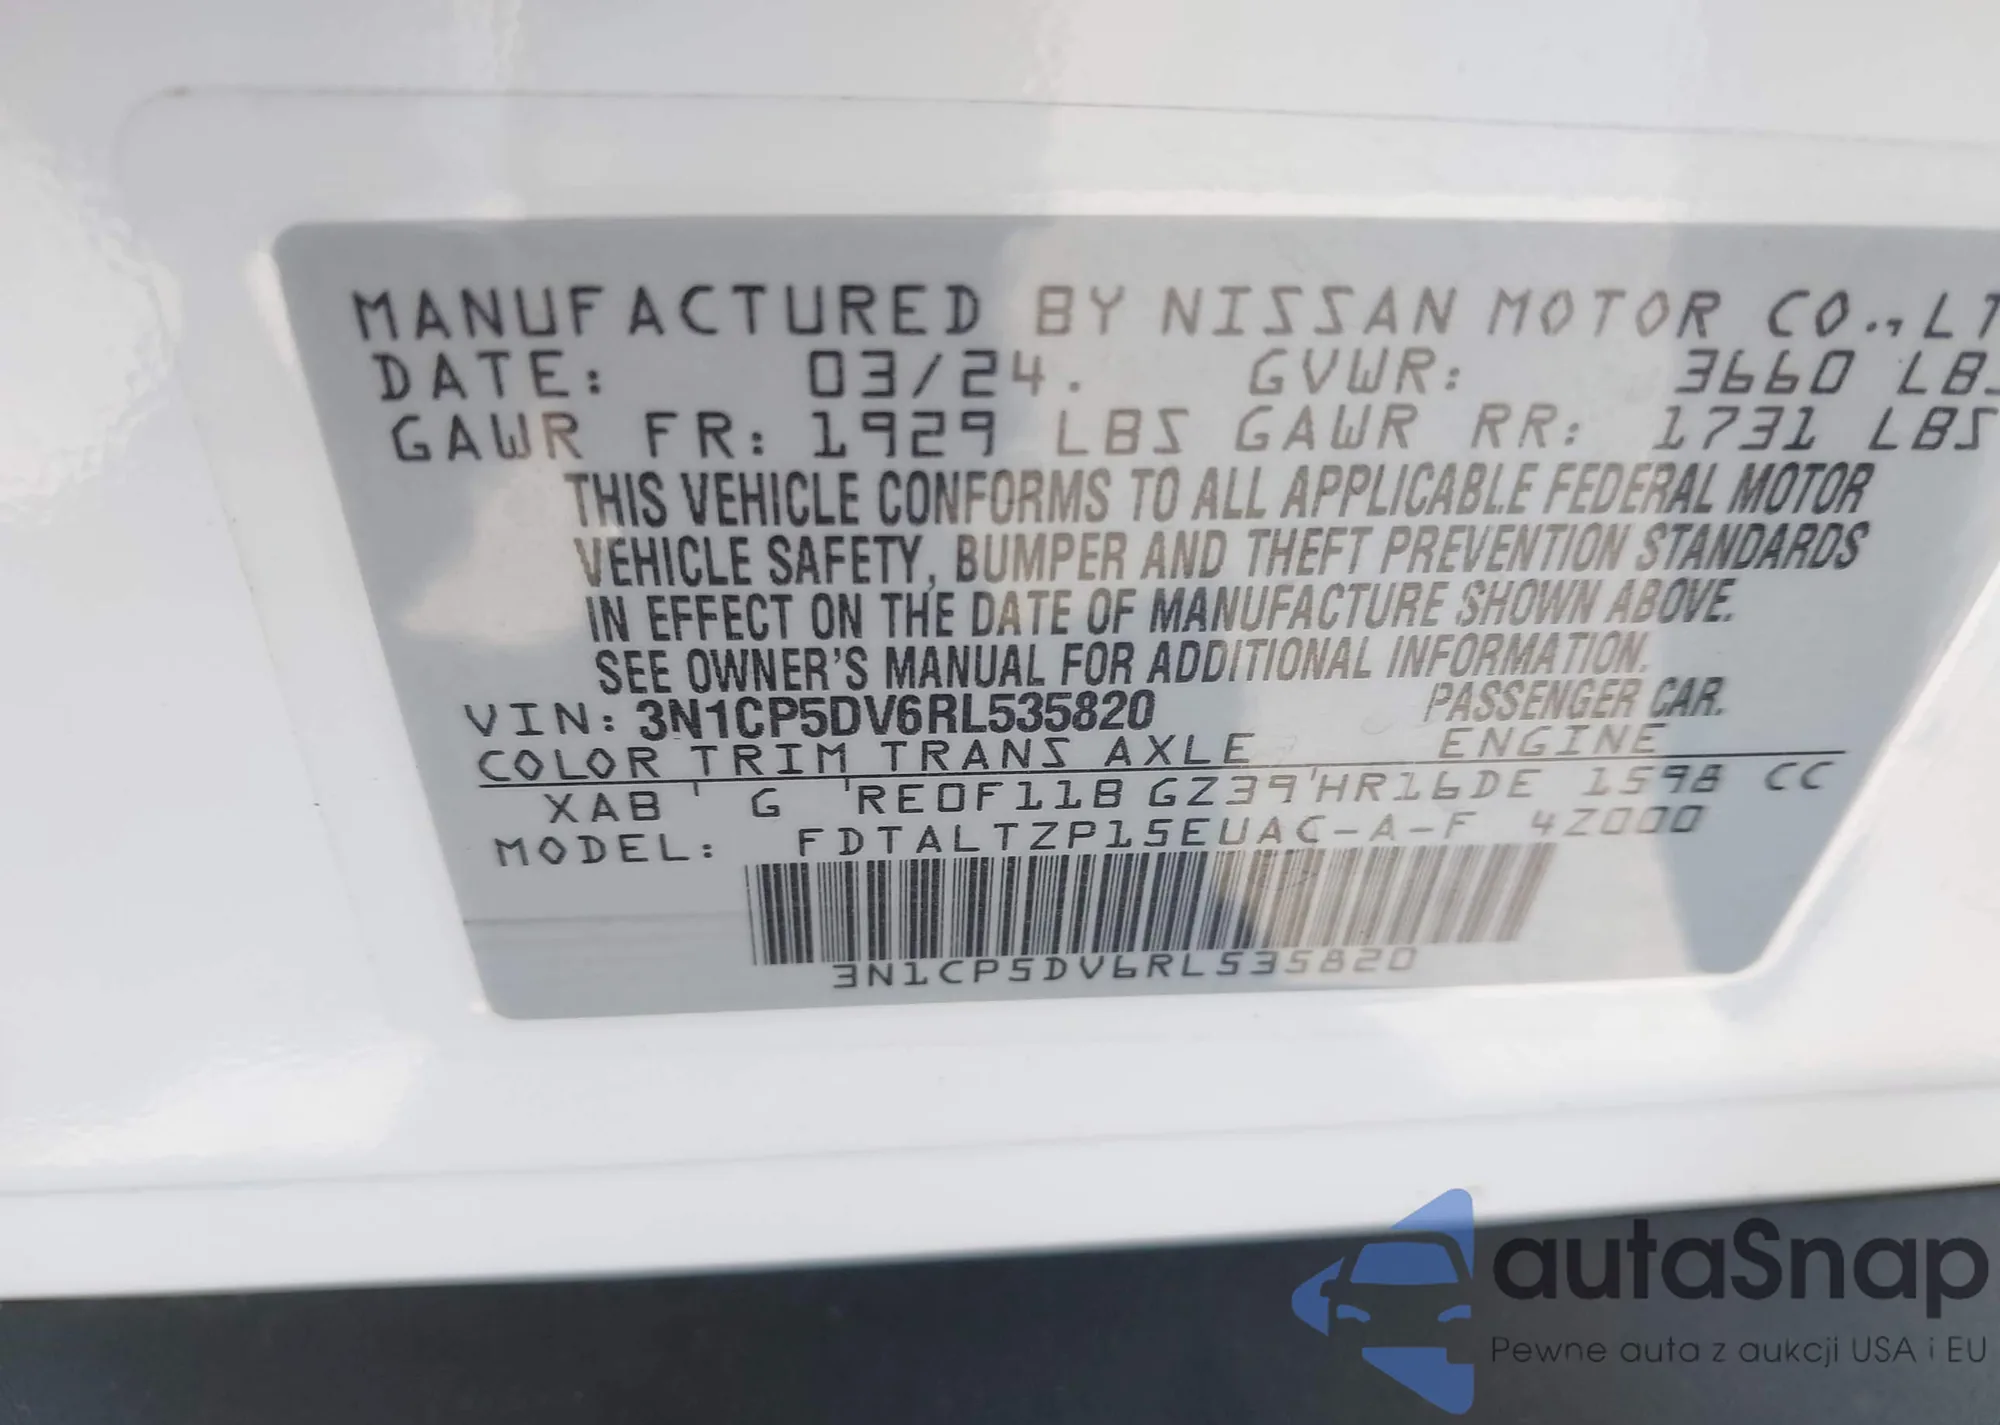 MANUFACTURED BY NISSAN MOTOR CO., LT
DATE: 03/24. GVWR: 3660 LBS
GAWR FR: 1929 LBS GAWR RR: 1731 LBS
THIS VEHICLE CONFORMS TO ALL APPLICABLE FEDERAL MOTOR
VEHICLE SAFETY, BUMPER AND THEFT PREVENTION STANDARDS
IN EFFECT ON THE DATE OF MANUFACTURE SHOWN ABOVE.
SEE OWNER'S MANUAL FOR ADDITIONAL INFORMATION.
VIN: 3N1CP5DV6RL535820 PASSENGER CAR.
COLOR TRIM TRANS AXLE ENGINE
XAB ' G 'RE0F11B GZ39'HR16DE 1598 CC
MODEL: FDTALTZP15EUAC-A-F 4Z000
3N1CP5DV6RL535820
autaSnap
Pewne auta z aukcji USA i EU